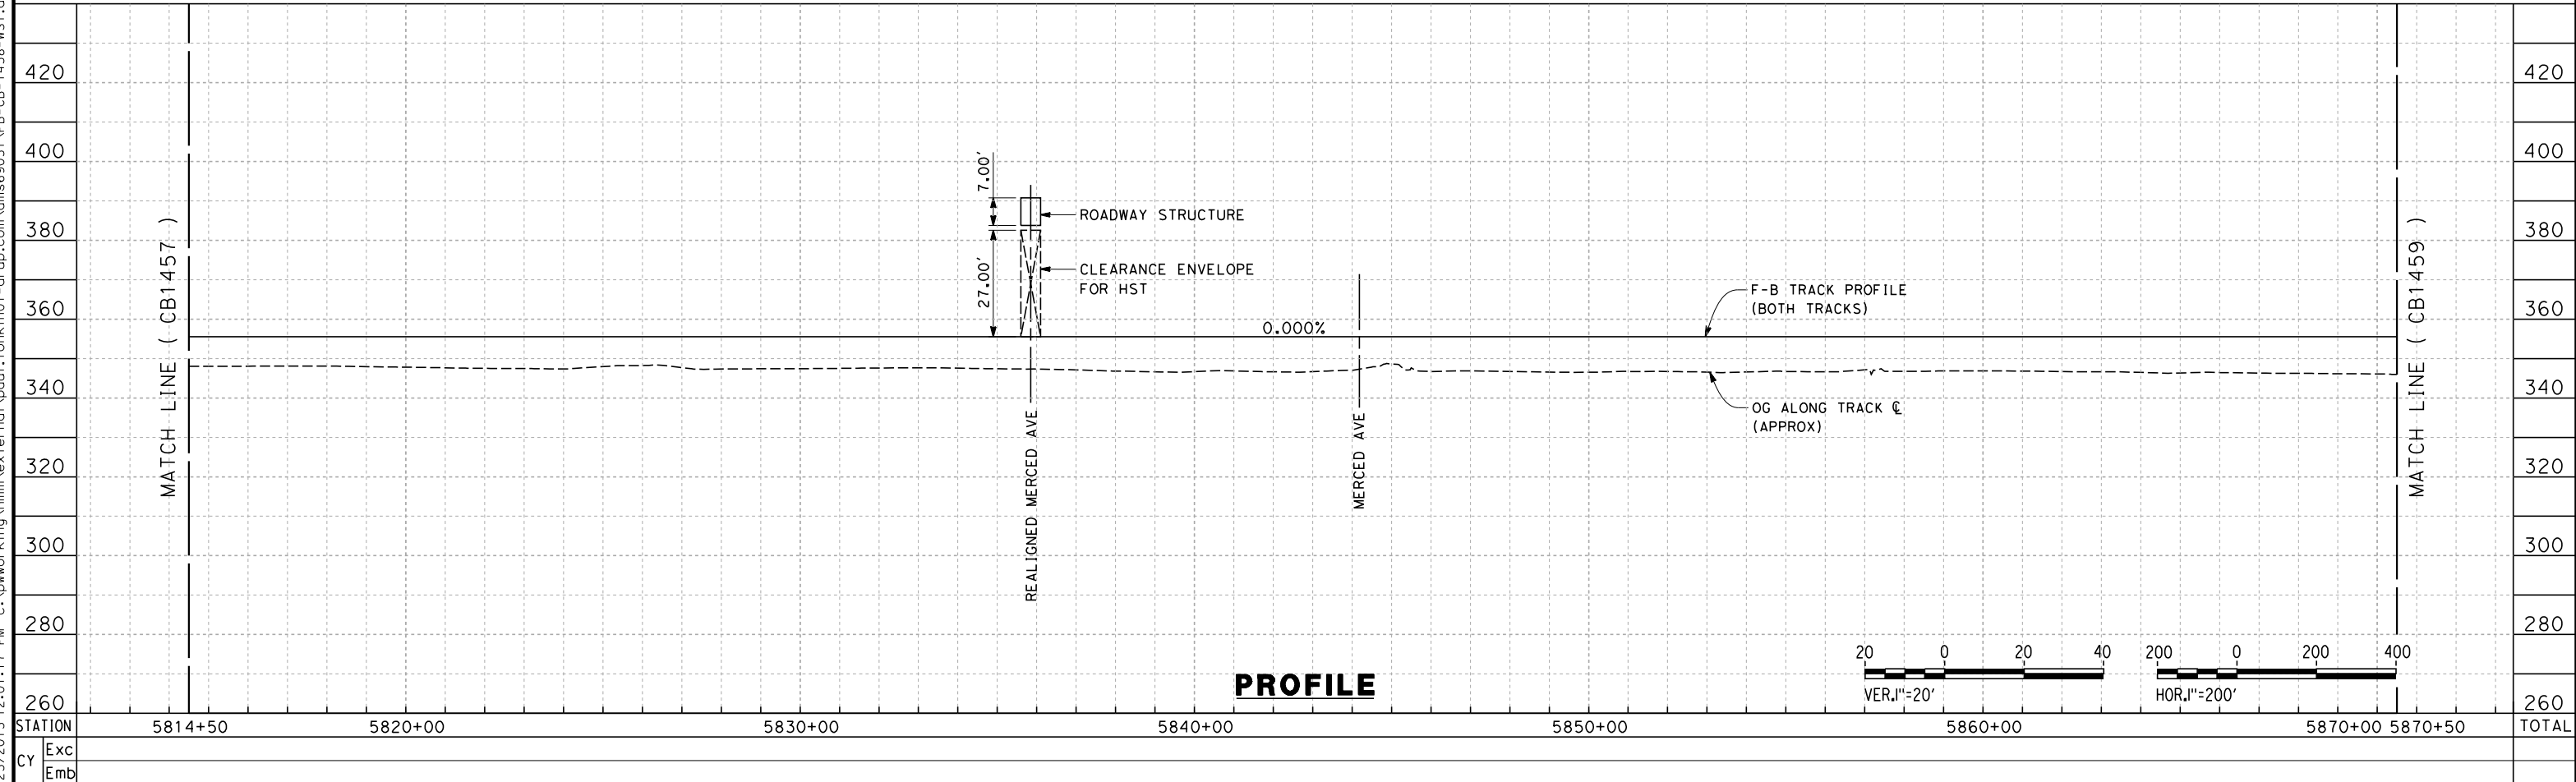 420
400
380
360
340
320
300
280
260
MATCH LINE ( CB1457 )
7.00'
27.00'
ROADWAY STRUCTURE
CLEARANCE ENVELOPE
FOR HST
REALIGNED MERCED AVE
0.000%
MERCED AVE
F-B TRACK PROFILE
(BOTH TRACKS)
OG ALONG TRACK ℄
(APPROX)
MATCH LINE ( CB1459 )
420
400
380
360
340
320
300
280
260
PROFILE
20 0 20 40
VER.1"=20'
200 0 200 400
HOR.1"=200'
STATION 5814+50 5820+00 5830+00 5840+00 5850+00 5860+00 5870+00 5870+50 TOTAL
CY
Exc
Emb